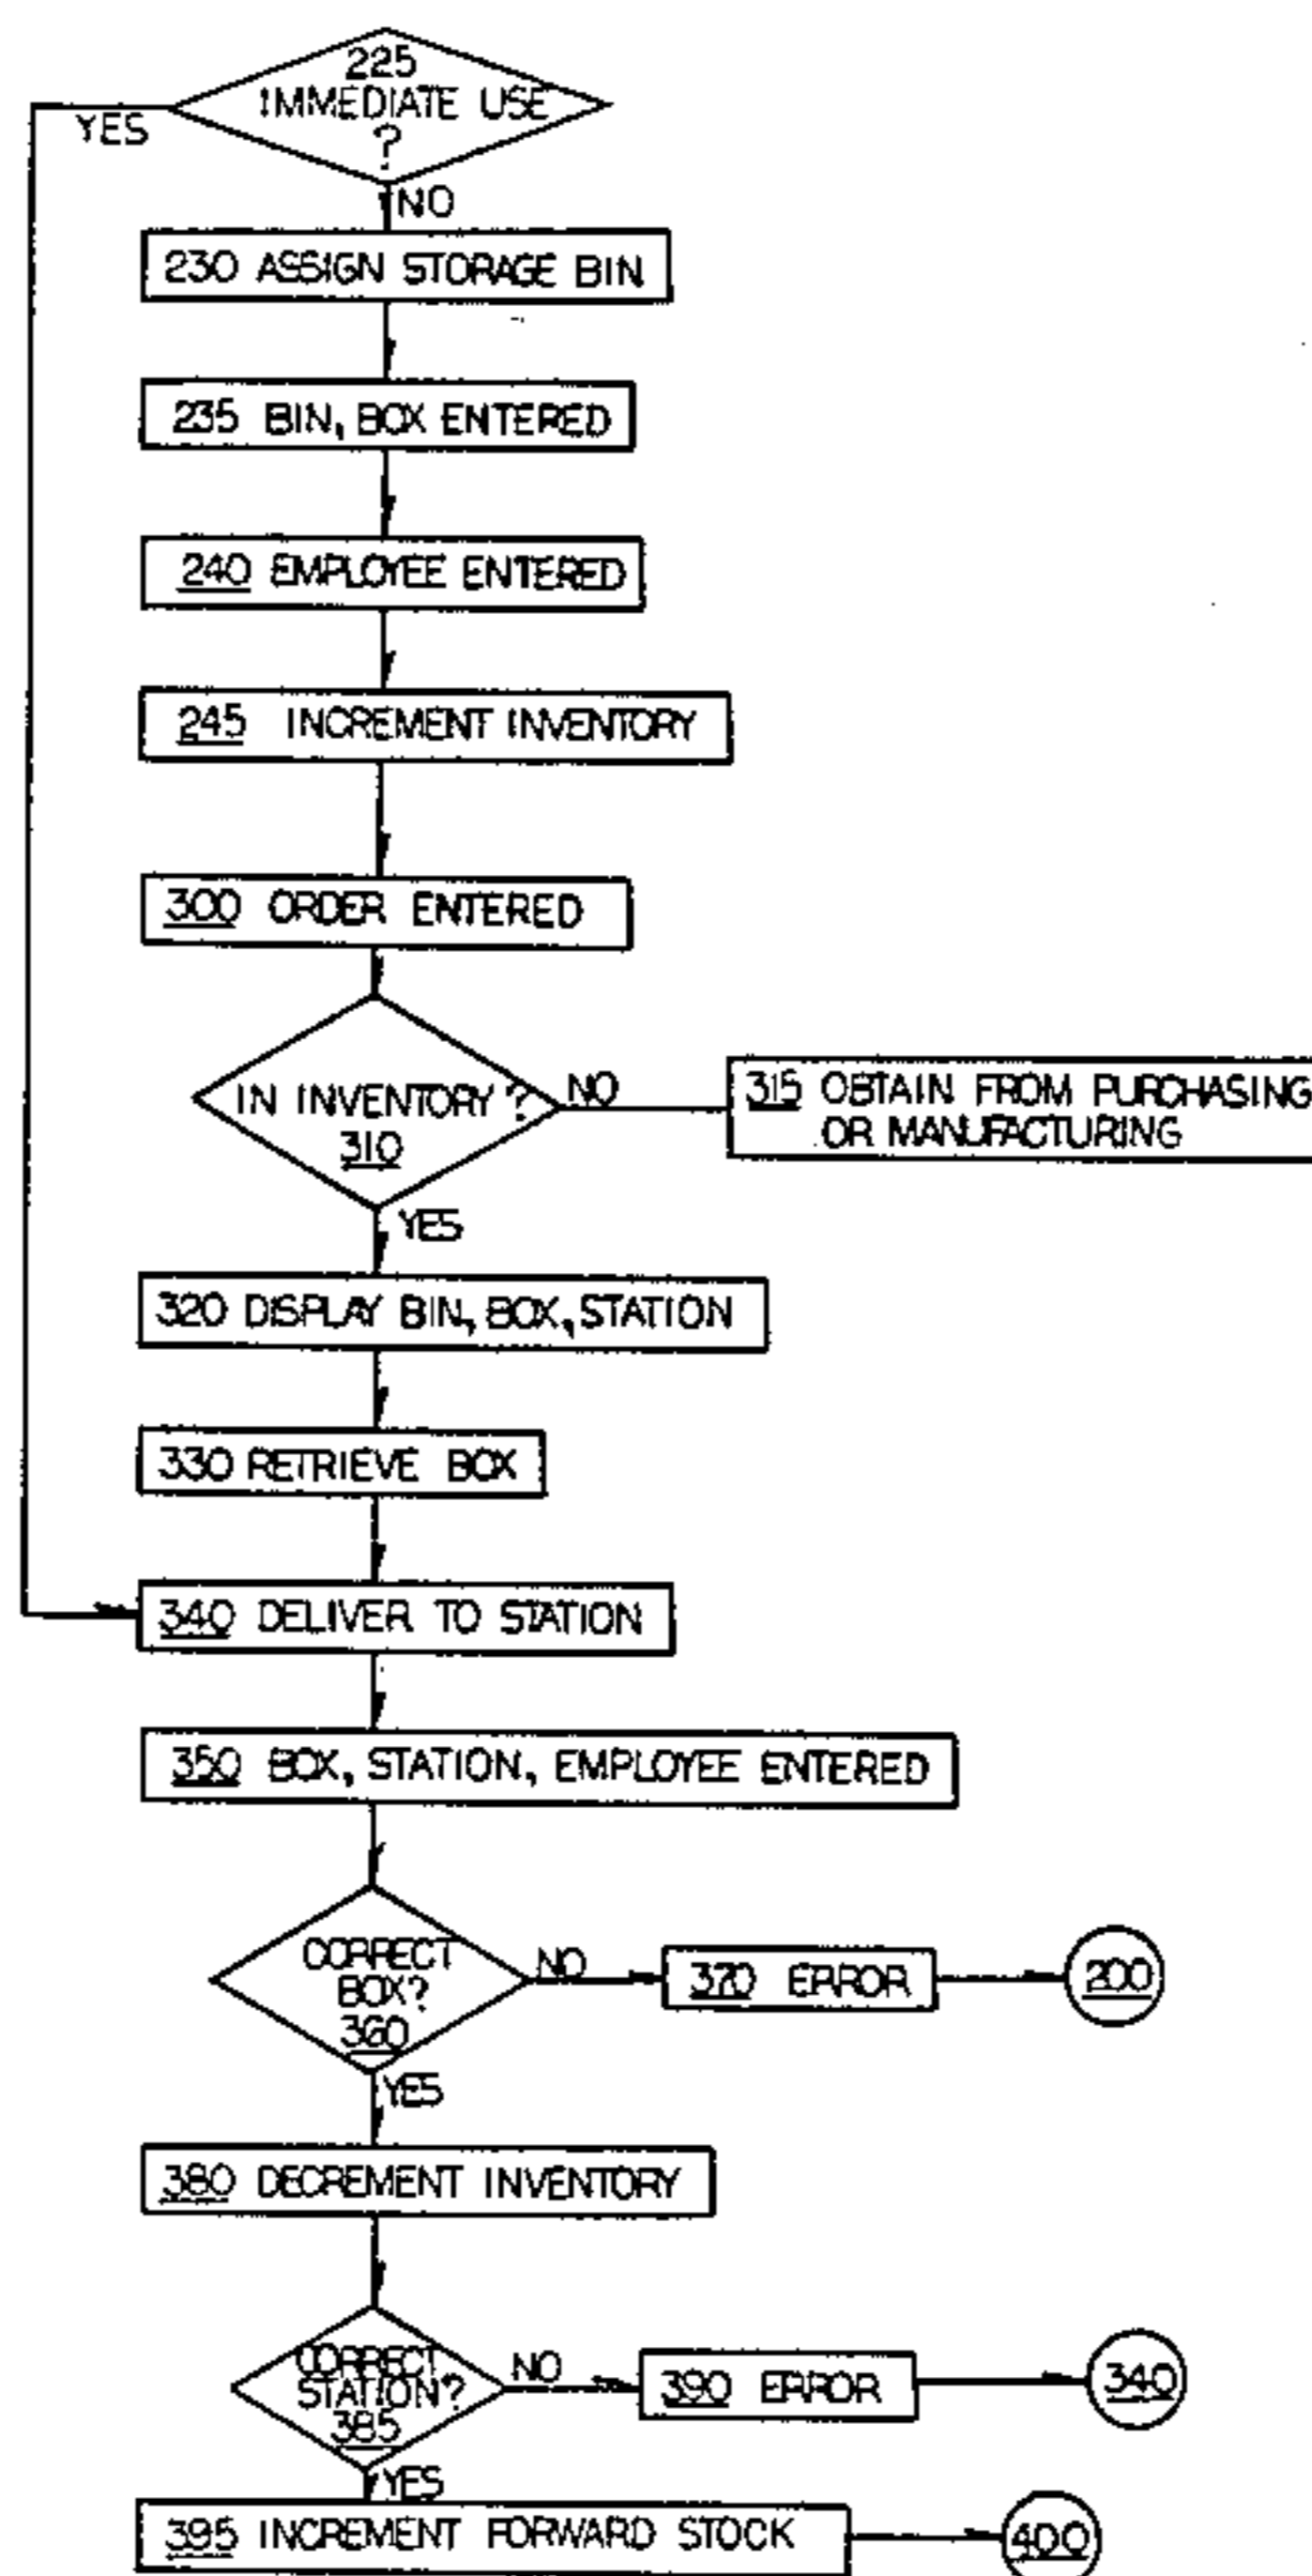 225
IMMEDIATE USE
?
YES
NO
230 ASSIGN STORAGE BIN
235 BIN, BOX ENTERED
240 EMPLOYEE ENTERED
245 INCREMENT INVENTORY
300 ORDER ENTERED
IN INVENTORY?
310
NO
315 OBTAIN FROM PURCHASING
OR MANUFACTURING
YES
320 DISPLAY BIN, BOX, STATION
330 RETRIEVE BOX
340 DELIVER TO STATION
350 BOX, STATION, EMPLOYEE ENTERED
CORRECT
BOX?
360
NO
370 ERROR
200
YES
380 DECREMENT INVENTORY
CORRECT
STATION?
385
NO
390 ERROR
340
YES
395 INCREMENT FORWARD STOCK
400